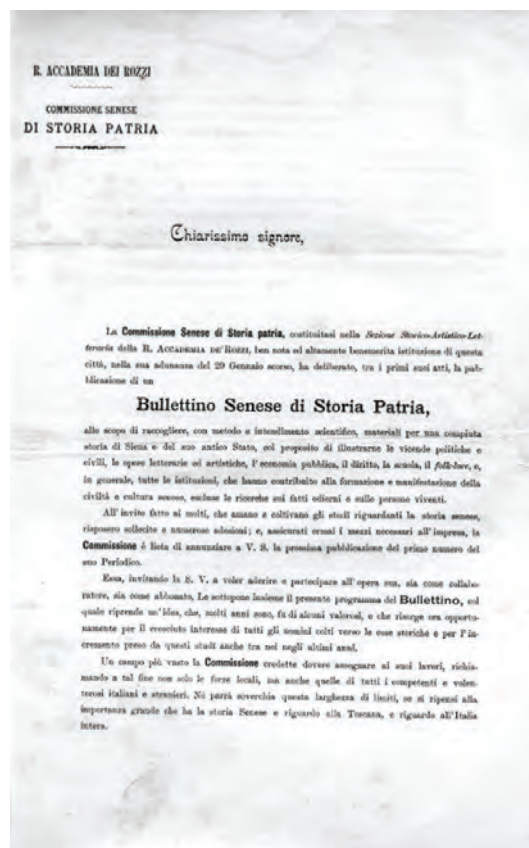 R. ACCADEMIA DEI ROZZI
COMMISSIONE SENESE
DI STORIA PATRIA
Chiarissimo signore,
La Commissione Senese di Storia patria, costituitasi nella Sezione Storico-Artistico-Let-
teraria della R. ACCADEMIA DE' ROZZI, ben nota ed altamente benemerita istituzione di questa
città, nella sua adunanza del 29 Gennaio scorso, ha deliberato, tra i primi suoi atti, la pub-
blicazione di un
Bullettino Senese di Storia Patria,
allo scopo di raccogliere, con metodo e intendimento scientifico, materiali per una compiuta
storia di Siena e del suo antico Stato, col proposito di illustrarne le vicende politiche e
civili, le opere letterarie ed artistiche, l'economia pubblica, il diritto, la scuola, il folk-lore, e,
in generale, tutte le istituzioni, che hanno contribuito alla formazione e manifestazione della
civiltà e cultura senese, escluse le ricerche sui fatti odierni e sulle persone viventi.
All'invito fatto ai molti, che amano e coltivano gli studi riguardanti la storia senese,
risposero sollecite e numerose adesioni; e, assicurati ormai i mezzi necessari all'impresa, la
Commissione è lieta di annunziare a V. S. la prossima pubblicazione del primo numero del
suo Periodico.
Essa, invitando la S. V. a voler aderire e partecipare all'opera sua, sia come collabo-
ratore, sia come abbonato, Le sottopone insieme il presente programma del Bullettino, col
quale riprende un'idea, che, molti anni sono, fu di alcuni valorosi, e che risorge ora opportu-
namente per il cresciuto interesse di tutti gli uomini colti verso le cose storiche e per l'in-
cremento preso da questi studi anche tra noi negli ultimi anni.
Un campo più vasto la Commissione credette dovere assegnare ai suoi lavori, richia-
mando a tal fine non solo le forze locali, ma anche quelle di tutti i competenti e volen-
terosi italiani e stranieri. Nè parrà soverchia questa larghezza di limiti, se si ripensi alla
importanza grande che ha la storia Senese e riguardo alla Toscana, e riguardo all'Italia
intera.